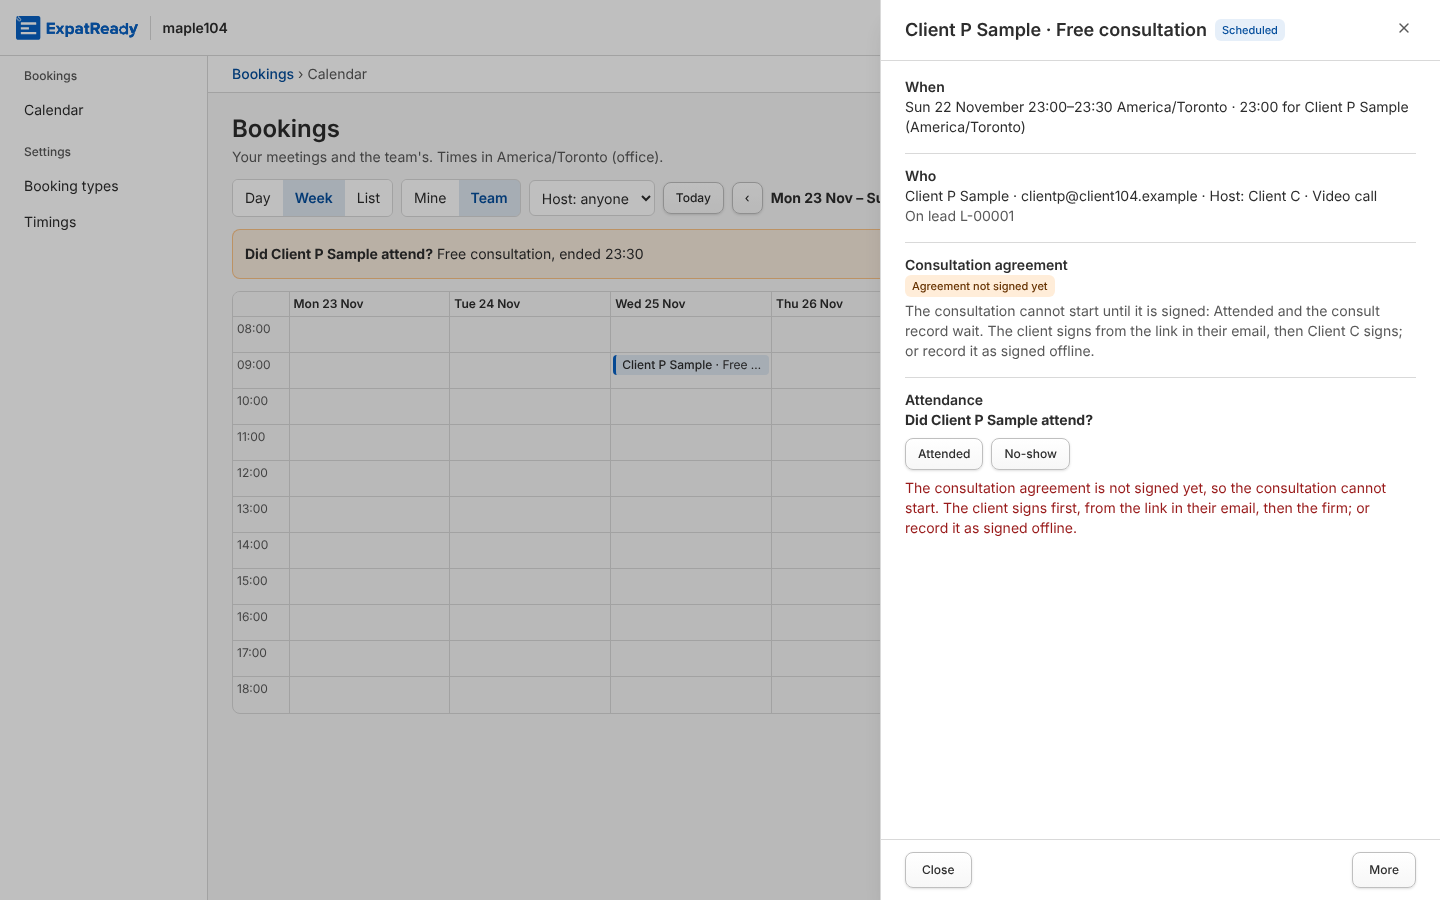 ExpatReady
maple104
Bookings
Calendar
Settings
Booking types
Timings
Bookings › Calendar
Bookings
Your meetings and the team's. Times in America/Toronto (office).
Day Week List Mine Team Host: anyone Today ‹ Mon 23 Nov – Su
Did Client P Sample attend? Free consultation, ended 23:30
Mon 23 Nov Tue 24 Nov Wed 25 Nov Thu 26 Nov
08:00
09:00 Client P Sample · Free ...
10:00
11:00
12:00
13:00
14:00
15:00
16:00
17:00
18:00
Client P Sample · Free consultation Scheduled ×
When
Sun 22 November 23:00–23:30 America/Toronto · 23:00 for Client P Sample
(America/Toronto)
Who
Client P Sample · clientp@client104.example · Host: Client C · Video call
On lead L-00001
Consultation agreement
Agreement not signed yet
The consultation cannot start until it is signed: Attended and the consult
record wait. The client signs from the link in their email, then Client C signs;
or record it as signed offline.
Attendance
Did Client P Sample attend?
Attended No-show
The consultation agreement is not signed yet, so the consultation cannot
start. The client signs first, from the link in their email, then the firm; or
record it as signed offline.
Close More